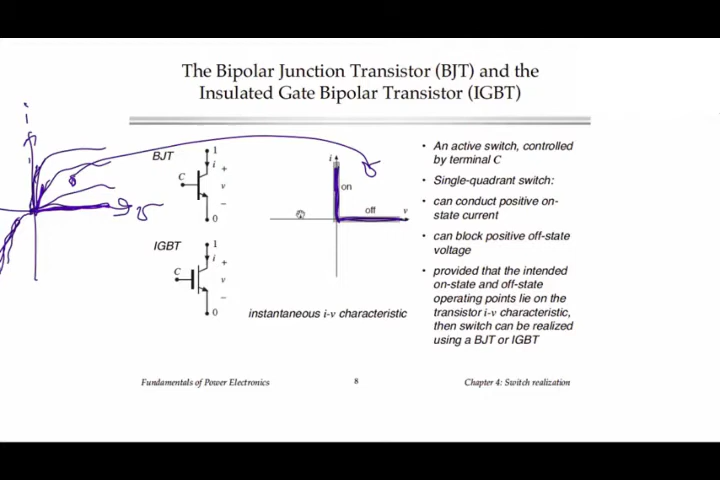 The Bipolar Junction Transistor (BJT) and the
Insulated Gate Bipolar Transistor (IGBT)
i
v
BJT
1
C
i
+
v
–
0
IGBT
1
C
i
+
v
–
0
i
on
off
v
instantaneous i-v characteristic
• An active switch, controlled
by terminal C
• Single-quadrant switch:
• can conduct positive on-
state current
• can block positive off-state
voltage
• provided that the intended
on-state and off-state
operating points lie on the
transistor i-v characteristic,
then switch can be realized
using a BJT or IGBT
Fundamentals of Power Electronics
8
Chapter 4: Switch realization